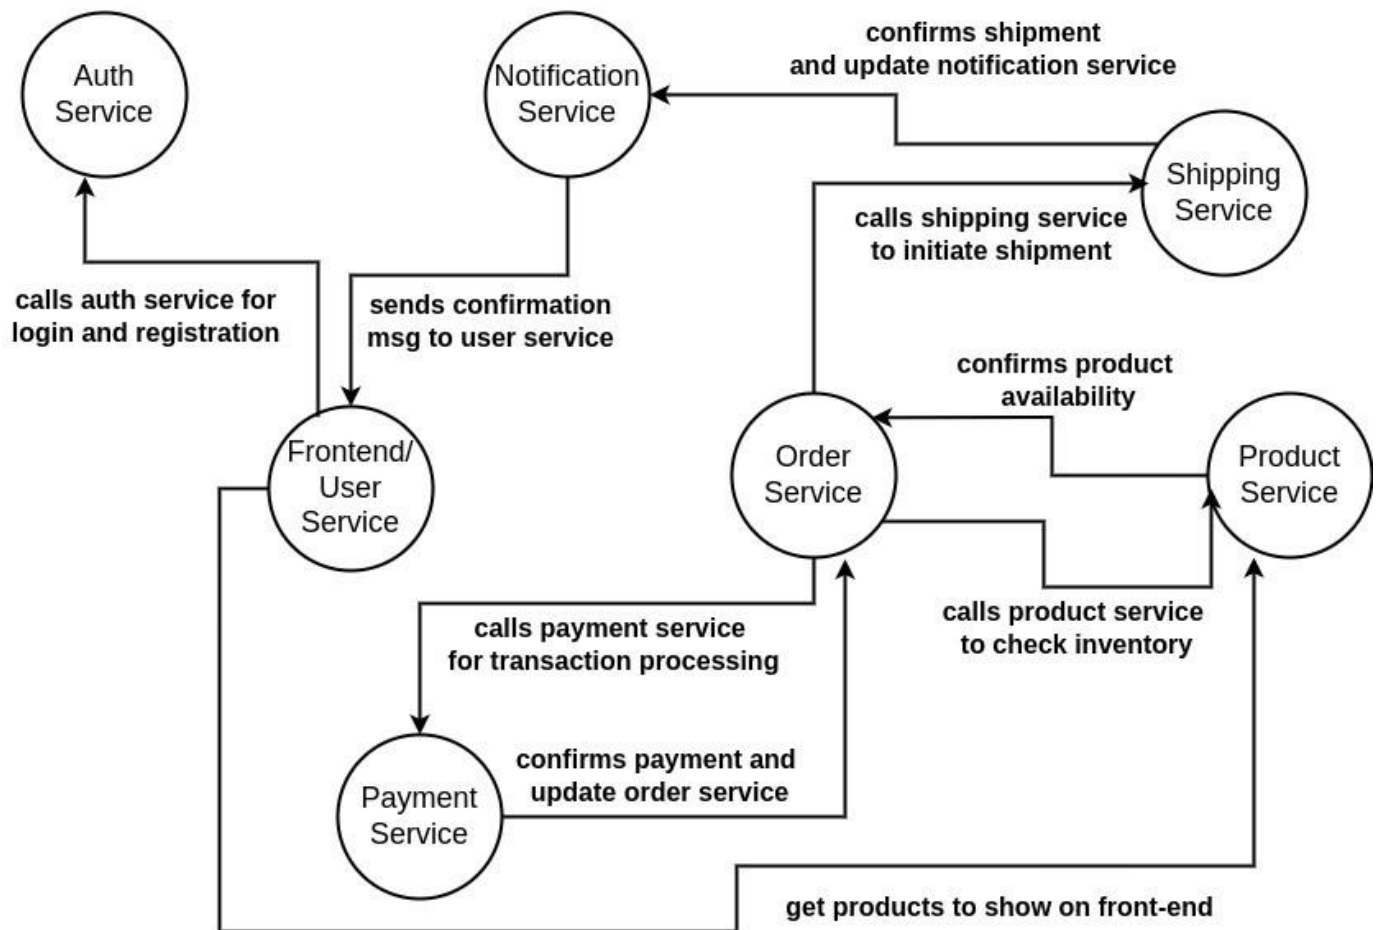 Auth
Service
Notification
Service
confirms shipment
and update notification service
Shipping
Service
calls shipping service
to initiate shipment
calls auth service for
login and registration
sends confirmation
msg to user service
confirms product
availability
Frontend/
User
Service
Order
Service
Product
Service
calls product service
to check inventory
calls payment service
for transaction processing
confirms payment and
update order service
Payment
Service
get products to show on front-end